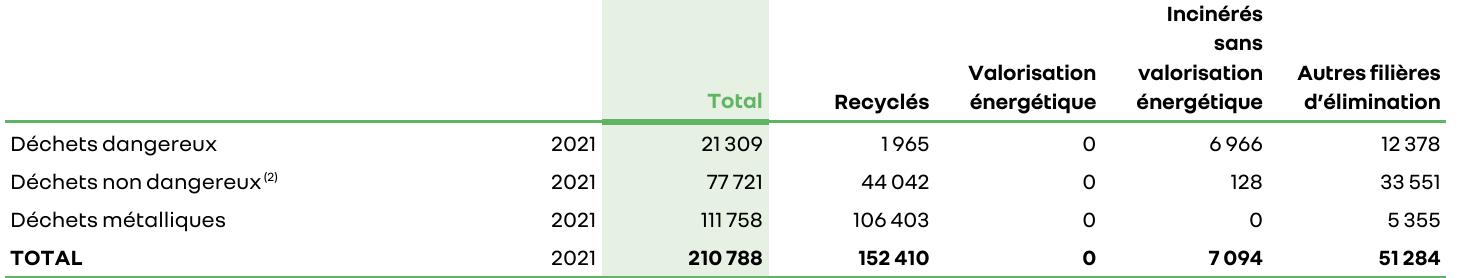 Total Recyclés Valorisation énergétique Incinérés sans valorisation énergétique Autres filières d'élimination
Déchets dangereux 2021 21 309 1 965 0 6 966 12 378
Déchets non dangereux (2) 2021 77 721 44 042 0 128 33 551
Déchets métalliques 2021 111 758 106 403 0 0 5 355
TOTAL 2021 210 788 152 410 0 7 094 51 284